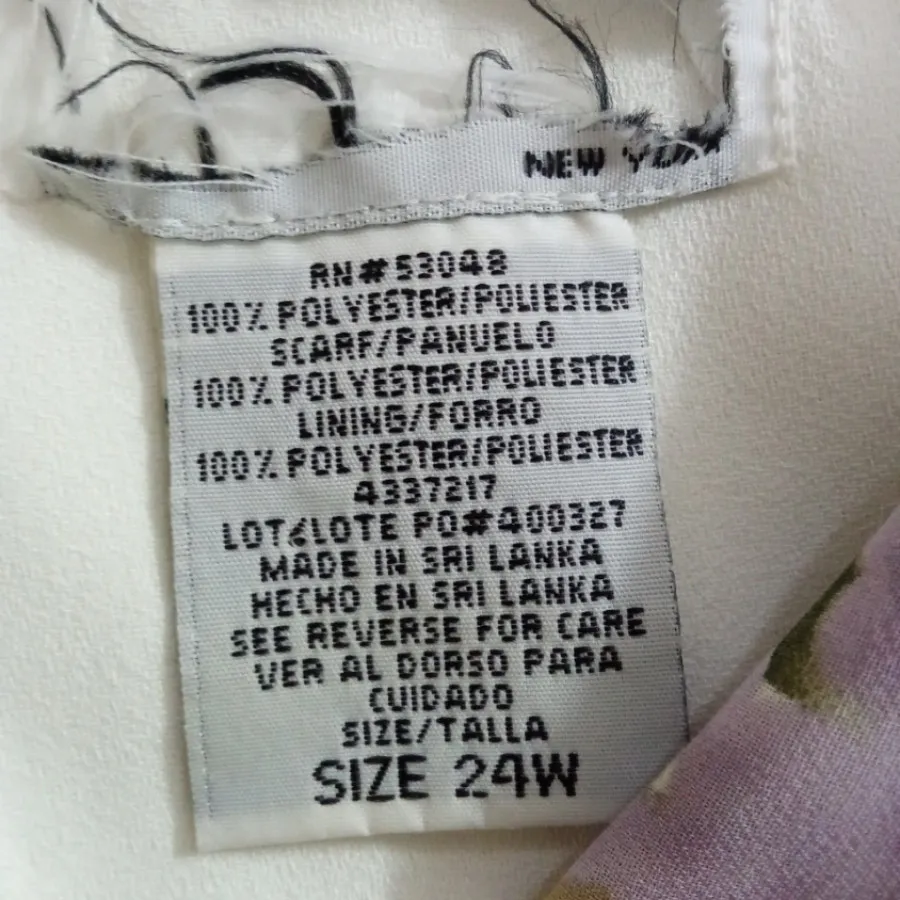 NEW YORK
RN#53048
100% POLYESTER/POLIESTER
SCARF/PANUELO
100% POLYESTER/POLIESTER
LINING/FORRO
100% POLYESTER/POLIESTER
4337217
LOT&LOTE PO#400327
MADE IN SRI LANKA
HECHO EN SRI LANKA
SEE REVERSE FOR CARE
VER AL DORSO PARA
CUIDADO
SIZE/TALLA
SIZE 24W